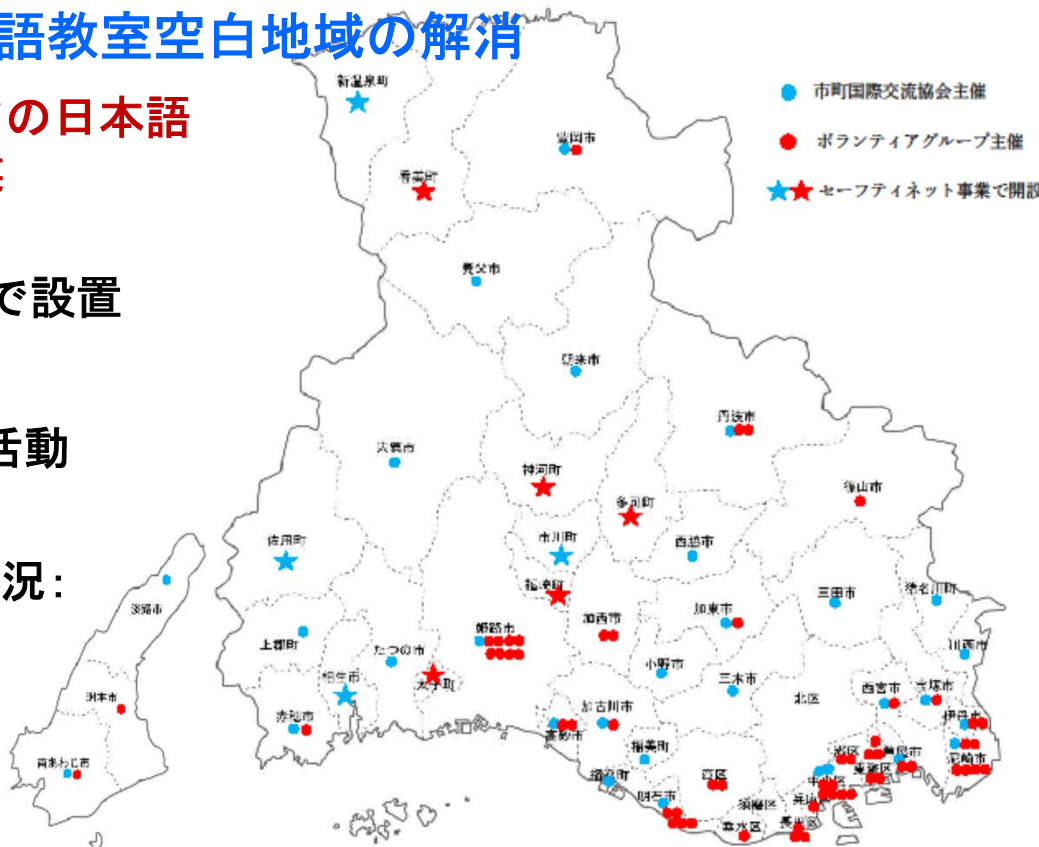 語教室空白地域の解消
の日本語
で設置
活動
況：
市町国際交流協会主催
ボランティアグループ主催
セーフティネット事業で開設
新温泉町
豊岡市
香美町
養父市
朝来市
丹波市
宍粟市
神河町
篠山市
多可町
佐用町
市川町
西脇市
福崎町
三田市
猪名川町
淡路市
加西市
加東市
上郡町
姫路市
川西市
たつの市
小野市
相生市
太子町
三木市
洲本市
北区
西宮市
宝塚市
赤穂市
加古川市
伊丹市
高砂市
稲美町
灘区
芦屋市
南あわじ市
尼崎市
東灘区
播磨町
西区
中央区
明石市
須磨区
兵庫区
垂水区
長田区